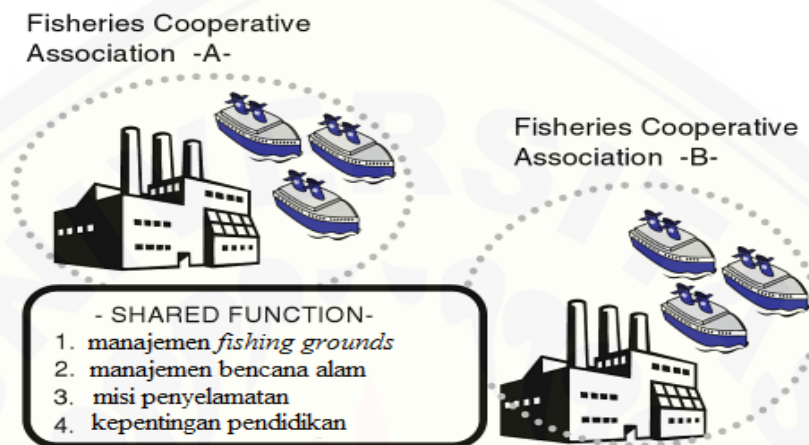 Fisheries Cooperative
Association -A-
Fisheries Cooperative
Association -B-
- SHARED FUNCTION-
1. manajemen fishing grounds
2. manajemen bencana alam
3. misi penyelamatan
4. kepentingan pendidikan